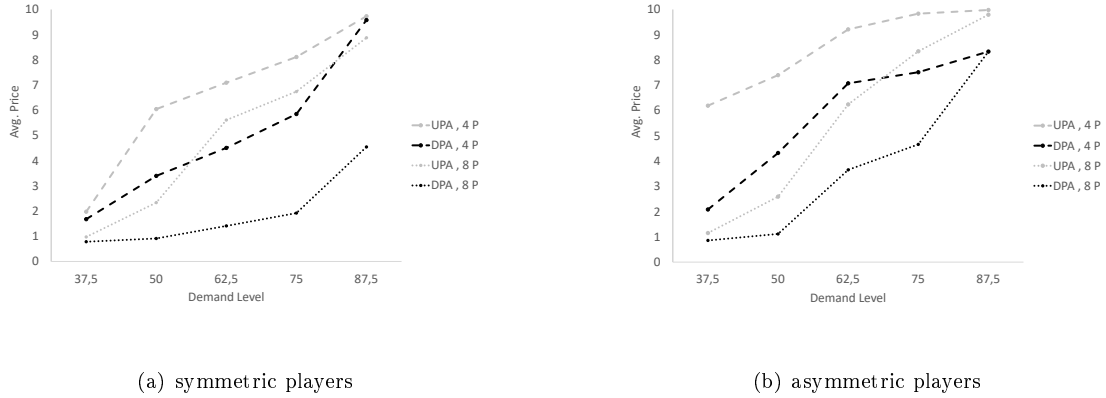 10
9
8
7
6
5
4
3
2
1
0
Avg. Price
37,5 50 62,5 75 87,5
Demand Level
UPA , 4 P
DPA , 4 P
UPA , 8 P
DPA , 8 P
(a) symmetric players
10
9
8
7
6
5
4
3
2
1
0
Avg. Price
37,5 50 62,5 75 87,5
Demand Level
UPA , 4 P
DPA , 4 P
UPA , 8 P
DPA , 8 P
(b) asymmetric players